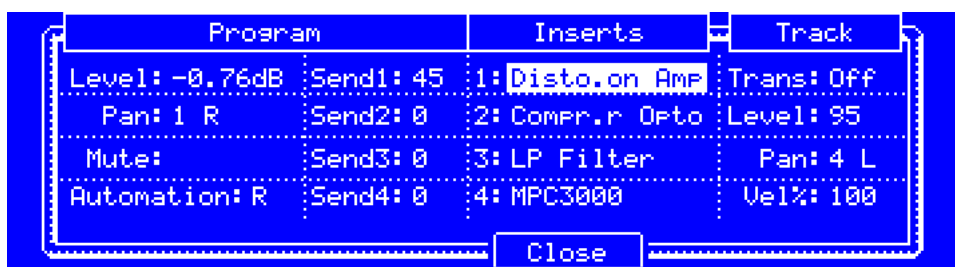 Program Inserts Track
Level: -0.76dB Send1: 45 1: Disto.on Amp Trans: Off
Pan: 1 R Send2: 0 2: Compr.r Opto Level: 95
Mute: Send3: 0 3: LP Filter Pan: 4 L
Automation: R Send4: 0 4: MPC3000 Vel%: 100
Close